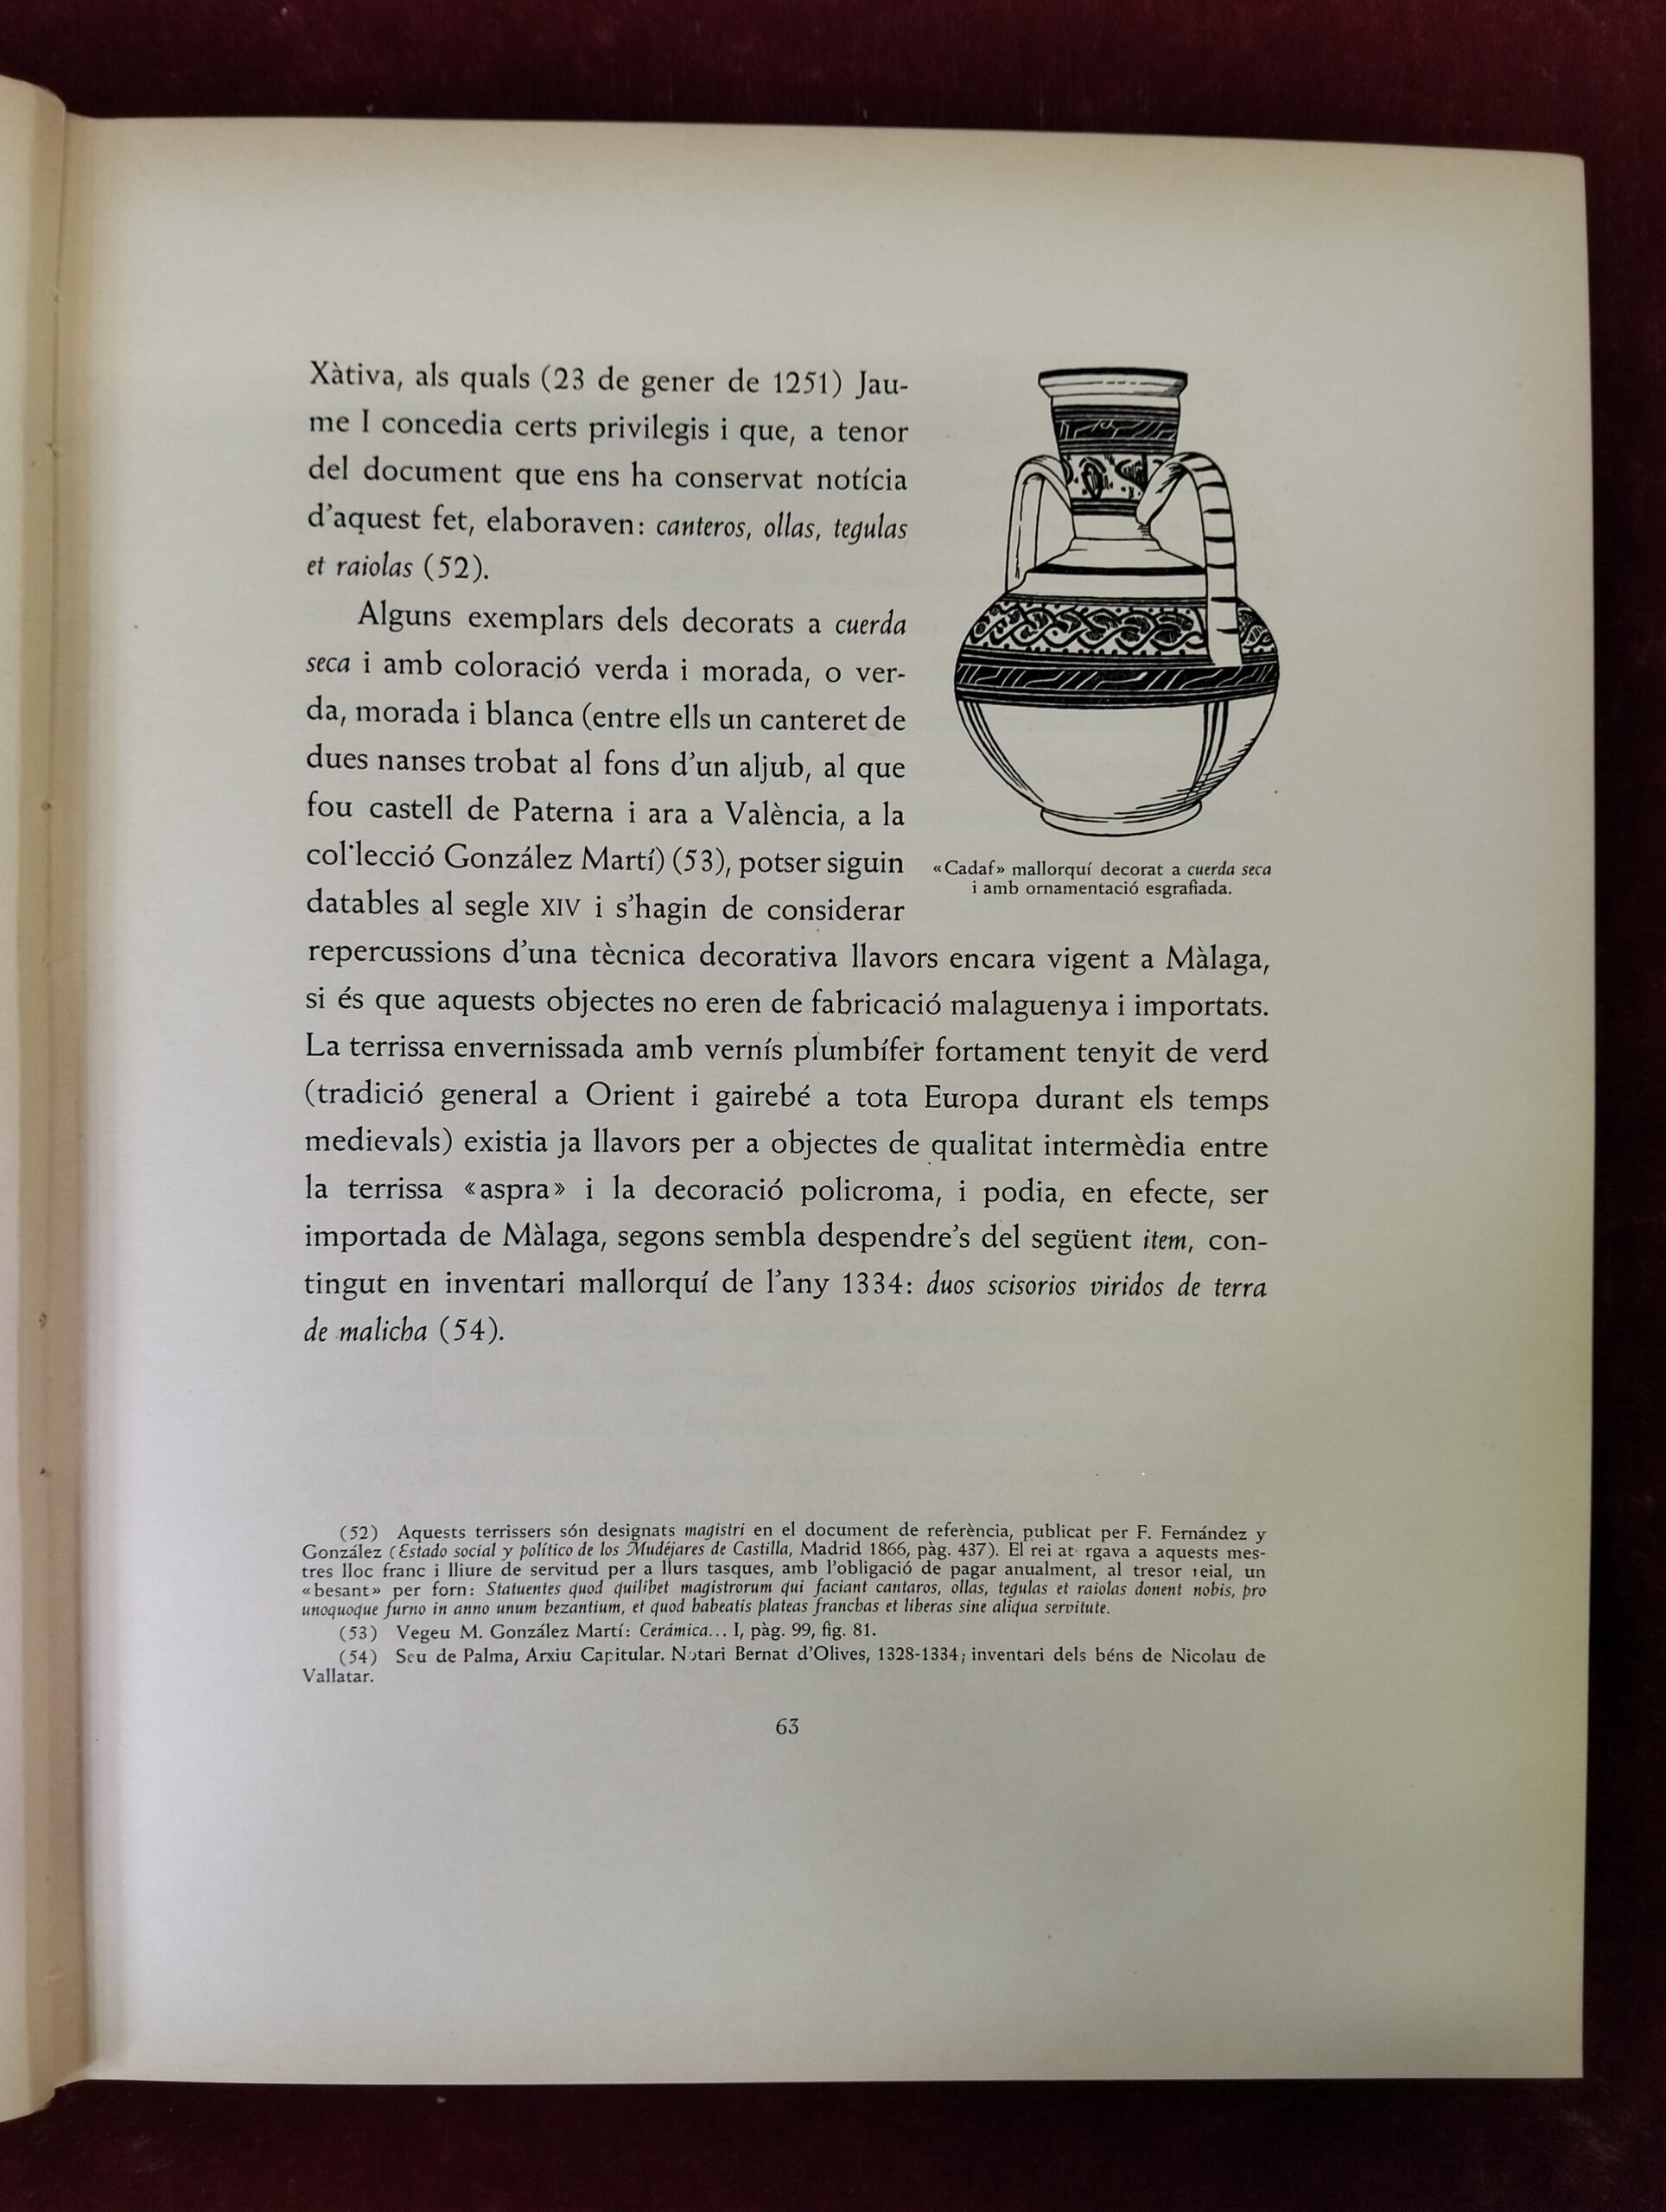 Xàtiva, als quals (23 de gener de 1251) Jau-
me I concedia certs privilegis i que, a tenor
del document que ens ha conservat notícia
d'aquest fet, elaboraven: canteros, ollas, tegulas
et raiolas (52).
Alguns exemplars dels decorats a cuerda
seca i amb coloració verda i morada, o ver-
da, morada i blanca (entre ells un canteret de
dues nanses trobat al fons d'un aljub, al que
fou castell de Paterna i ara a València, a la
col·lecció González Martí) (53), potser siguin
datables al segle XIV i s'hagin de considerar
repercussions d'una tècnica decorativa llavors encara vigent a Màlaga,
si és que aquests objectes no eren de fabricació malaguenya i importats.
La terrissa envernissada amb vernís plumbífer fortament tenyit de verd
(tradició general a Orient i gairebé a tota Europa durant els temps
medievals) existia ja llavors per a objectes de qualitat intermèdia entre
la terrissa «aspra» i la decoració policroma, i podia, en efecte, ser
importada de Màlaga, segons sembla despendre's del següent item, con-
tingut en inventari mallorquí de l'any 1334: duos scisorios viridos de terra
de malicha (54).
«Cadaf» mallorquí decorat a cuerda seca
i amb ornamentació esgrafiada.
(52) Aquests terrissers són designats magistri en el document de referència, publicat per F. Fernández y
González (Estado social y político de los Mudéjares de Castilla, Madrid 1866, pàg. 437). El rei at rgava a aquests mes-
tres lloc franc i lliure de servitud per a llurs tasques, amb l'obligació de pagar anualment, al tresor reial, un
«besant» per forn: Statuentes quod quilibet magistrorum qui faciant cantaros, ollas, tegulas et raiolas donent nobis, pro
unoquoque furno in anno unum bezantium, et quod habeatis plateas franchas et liberas sine aliqua servitute.
(53) Vegeu M. González Martí: Cerámica... I, pàg. 99, fig. 81.
(54) Seu de Palma, Arxiu Capitular. Notari Bernat d'Olives, 1328-1334; inventari dels béns de Nicolau de
Vallatar.
63